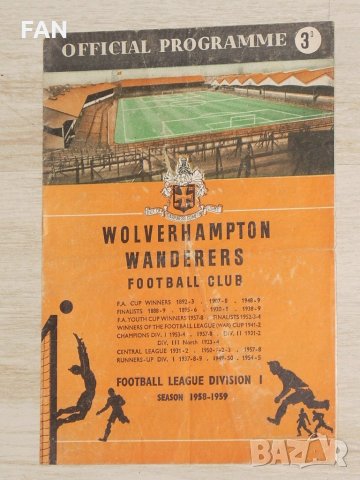 FAN
OFFICIAL PROGRAMME 3D
WOLVERHAMPTON
WANDERERS
FOOTBALL CLUB
F.A. CUP WINNERS 1892-3 · 1907-8 · 1948-9
FINALISTS 1888-9 · 1895-6 · 1920-1 · 1938-9
F.A. YOUTH CUP WINNERS 1957-8 FINALISTS 1952-3-4
WINNERS OF THE FOOTBALL LEAGUE (WAR) CUP 1941-2
CHAMPIONS DIV. I 1953-4 · 1957-8 DIV. II 1931-2
DIV. III North 1923-4
CENTRAL LEAGUE 1931-2 · 1950-1-2-3 · 1957-8
RUNNERS-UP DIV. I 1937-8-9 · 1949-50 · 1954-5
FOOTBALL LEAGUE DIVISION I
SEASON 1958-1959
BAZAR